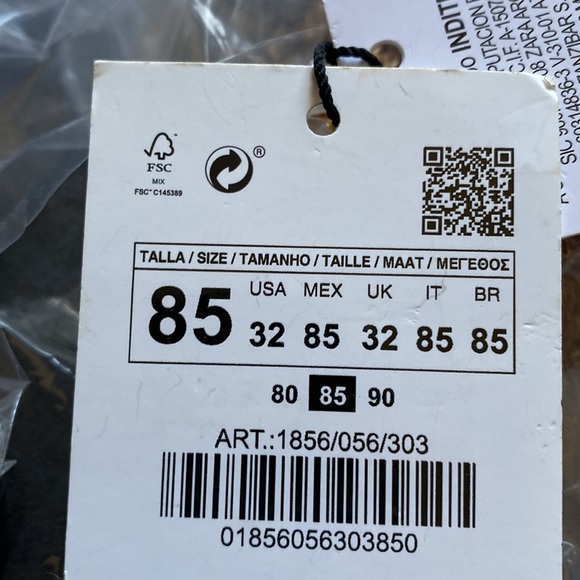 FSC
MIX
FSC™ C145389
®
TALLA / SIZE / TAMANHO / TAILLE / MAAT / ΜΕΓΕΘΟΣ
85
USA MEX UK IT BR
32 85 32 85 85
80 85 90
ART.:1856/056/303
01856056303850